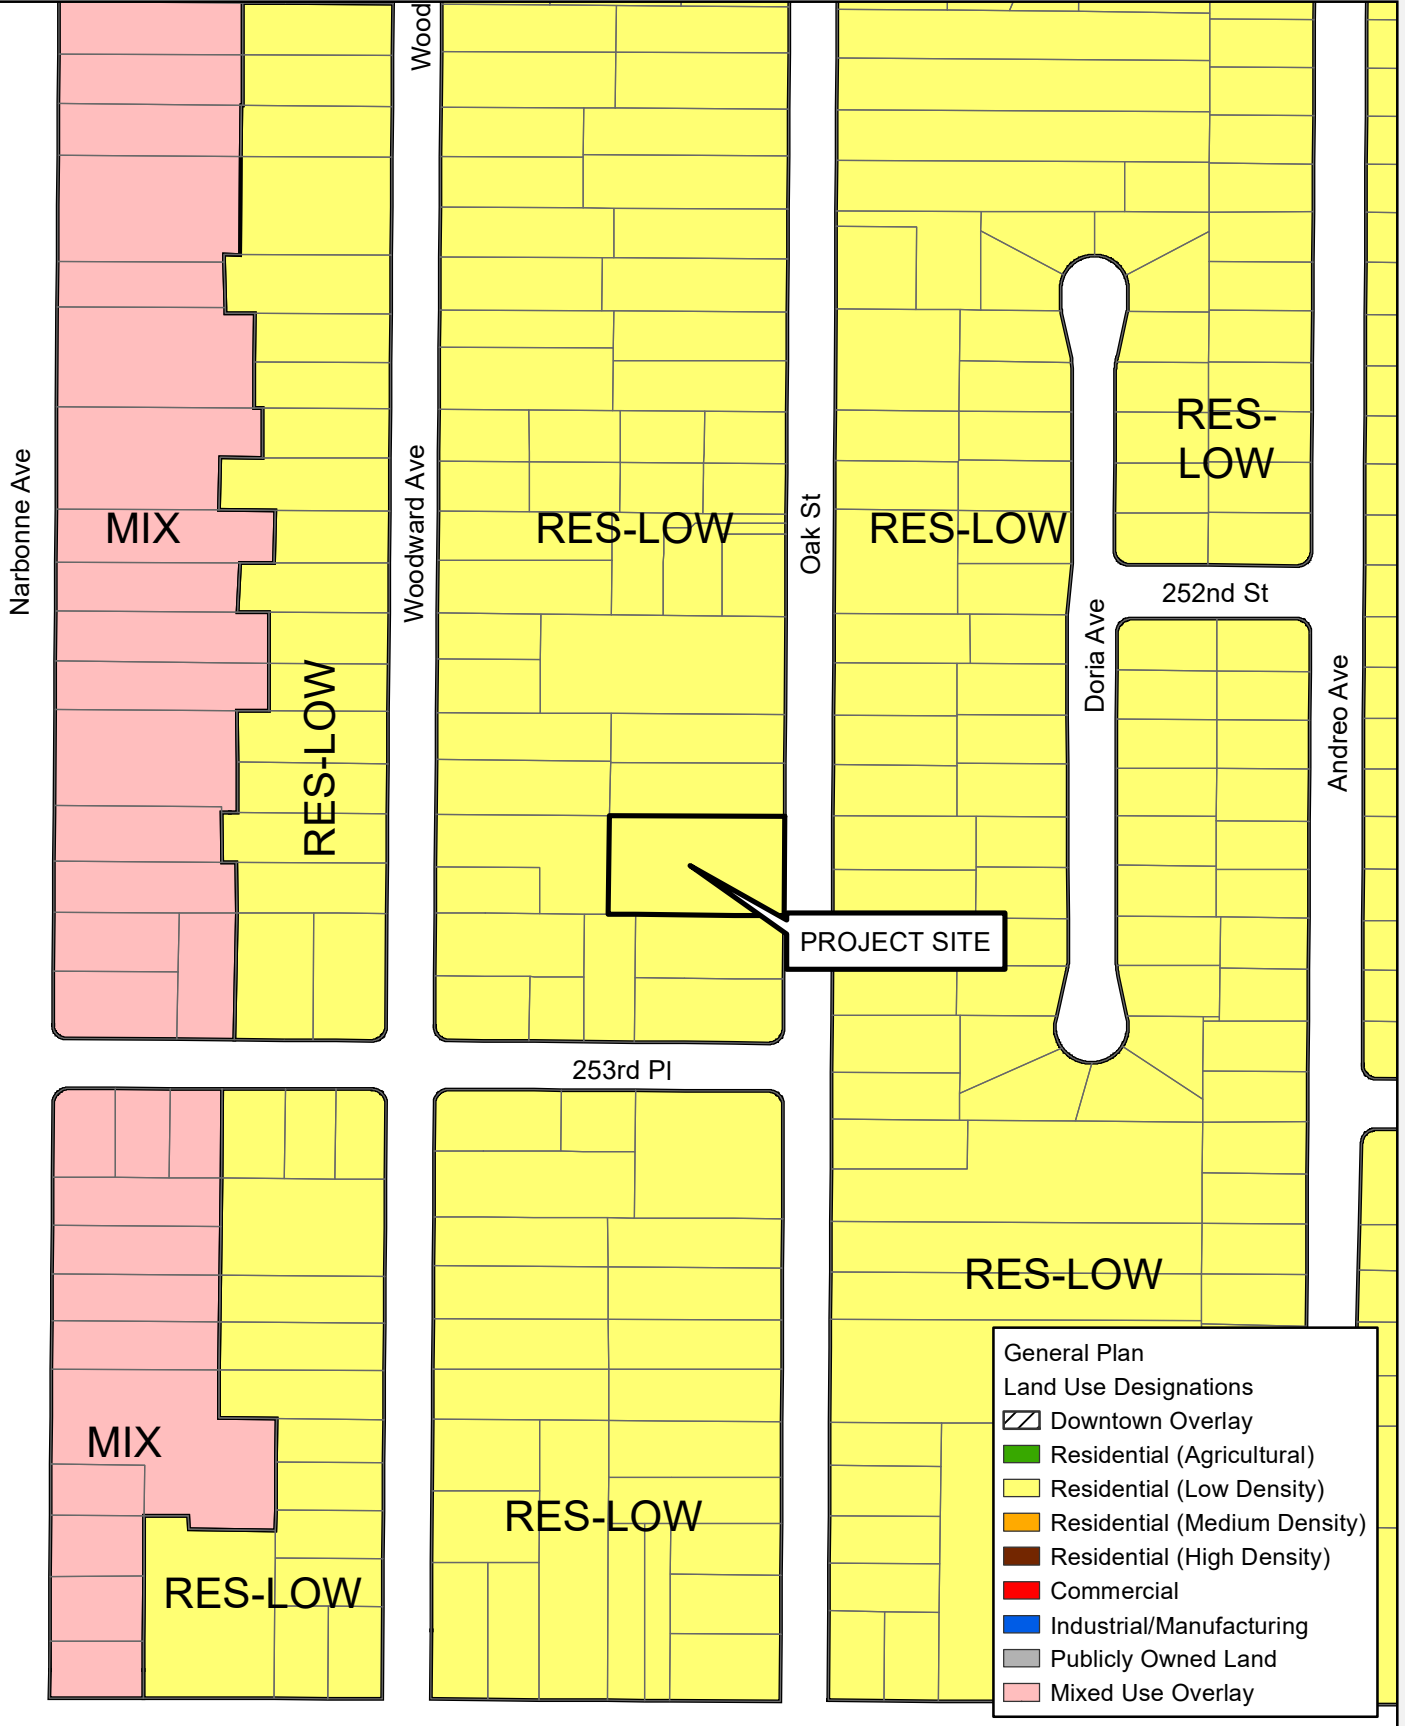 Wood
RES-
LOW
Narbonne Ave
MIX
Woodward Ave
RES-LOW
Oak St
RES-LOW
252nd St
Doria Ave
Andreo Ave
RES-LOW
PROJECT SITE
253rd Pl
RES-LOW
MIX
RES-LOW
RES-LOW
General Plan
Land Use Designations
Downtown Overlay
Residential (Agricultural)
Residential (Low Density)
Residential (Medium Density)
Residential (High Density)
Commercial
Industrial/Manufacturing
Publicly Owned Land
Mixed Use Overlay